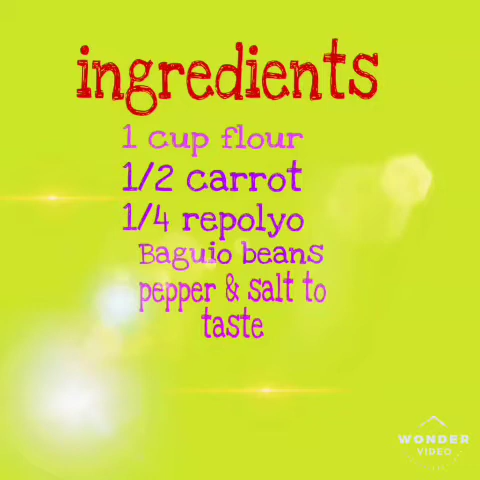 ingredients
1 cup flour
1/2 carrot
1/4 repolyo
Baguio beans
pepper & salt to
taste
WONDER
VIDEO